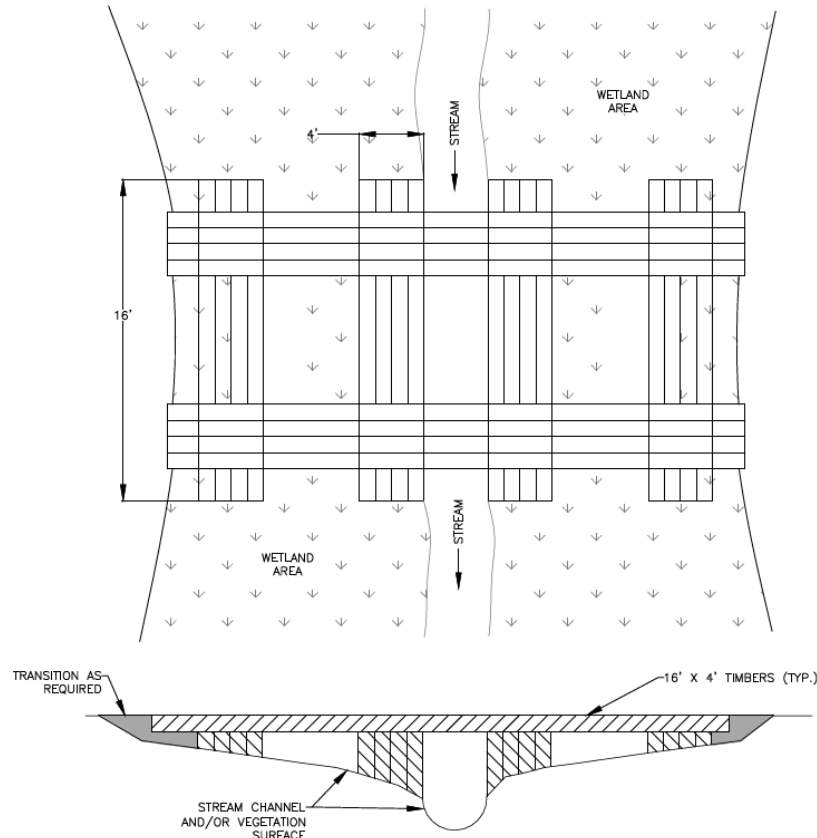 WETLAND
AREA
4'
STREAM
16'
STREAM
WETLAND
AREA
TRANSITION AS
REQUIRED
16' X 4' TIMBERS (TYP.)
STREAM CHANNEL
AND/OR VEGETATION
SURFACE